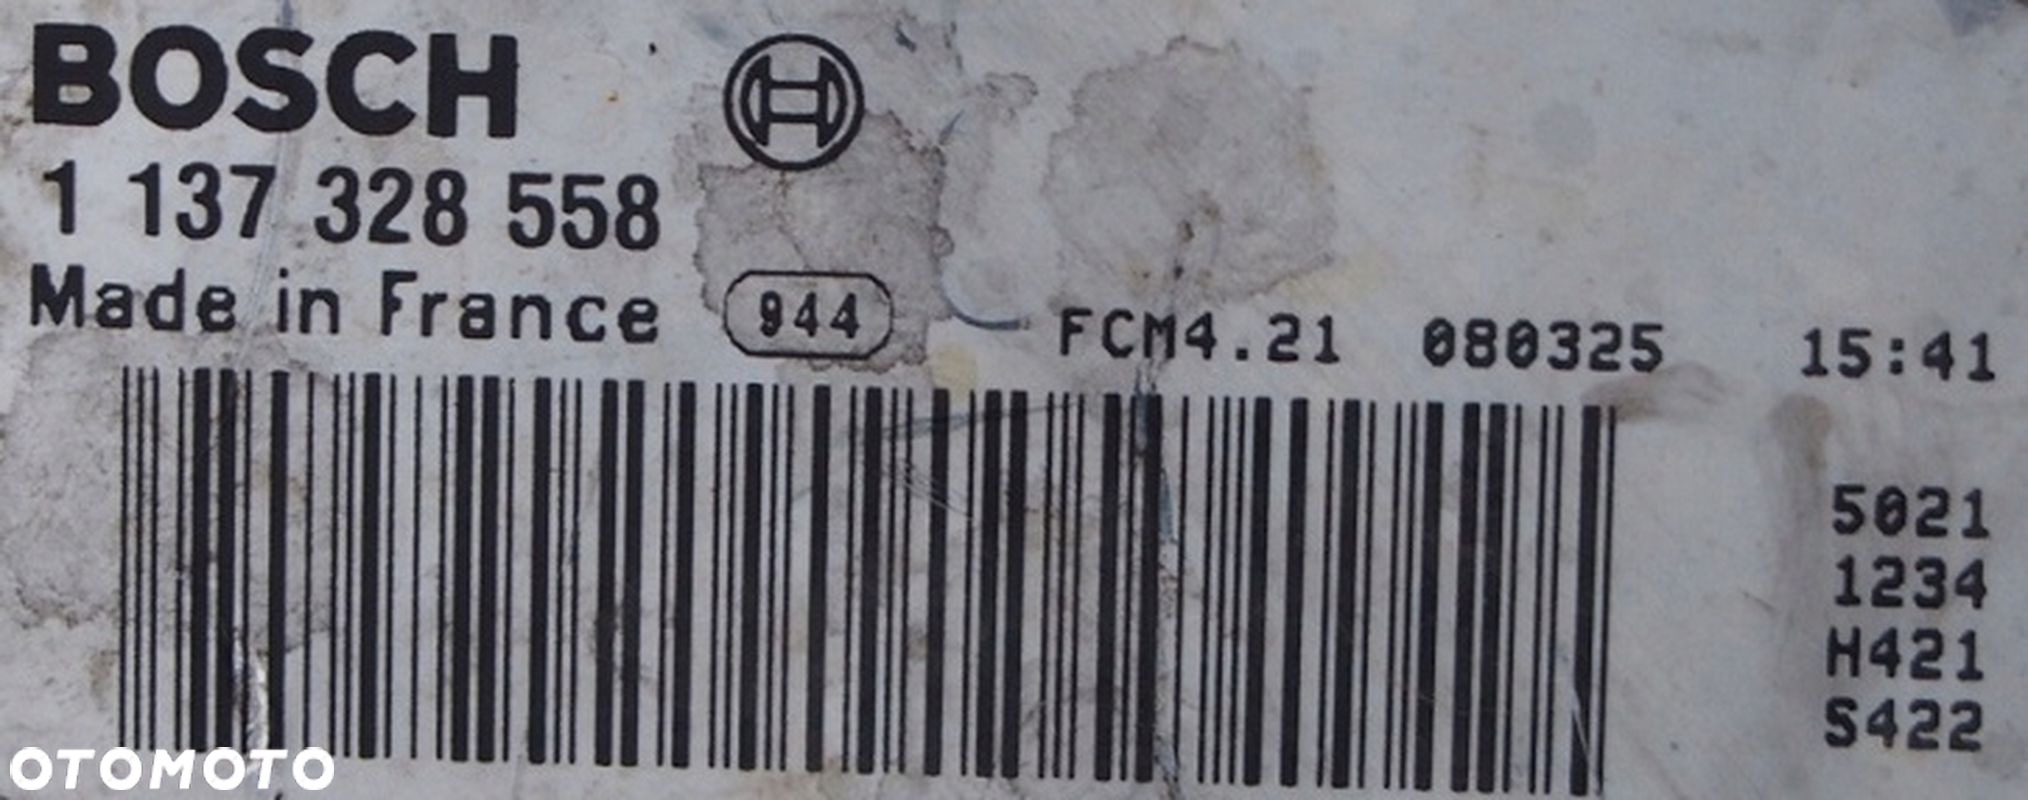 BOSCH
1 137 328 558
Made in France
944
FCM4.21 080325 15:41
5021
1234
H421
S422
OTOMOTO